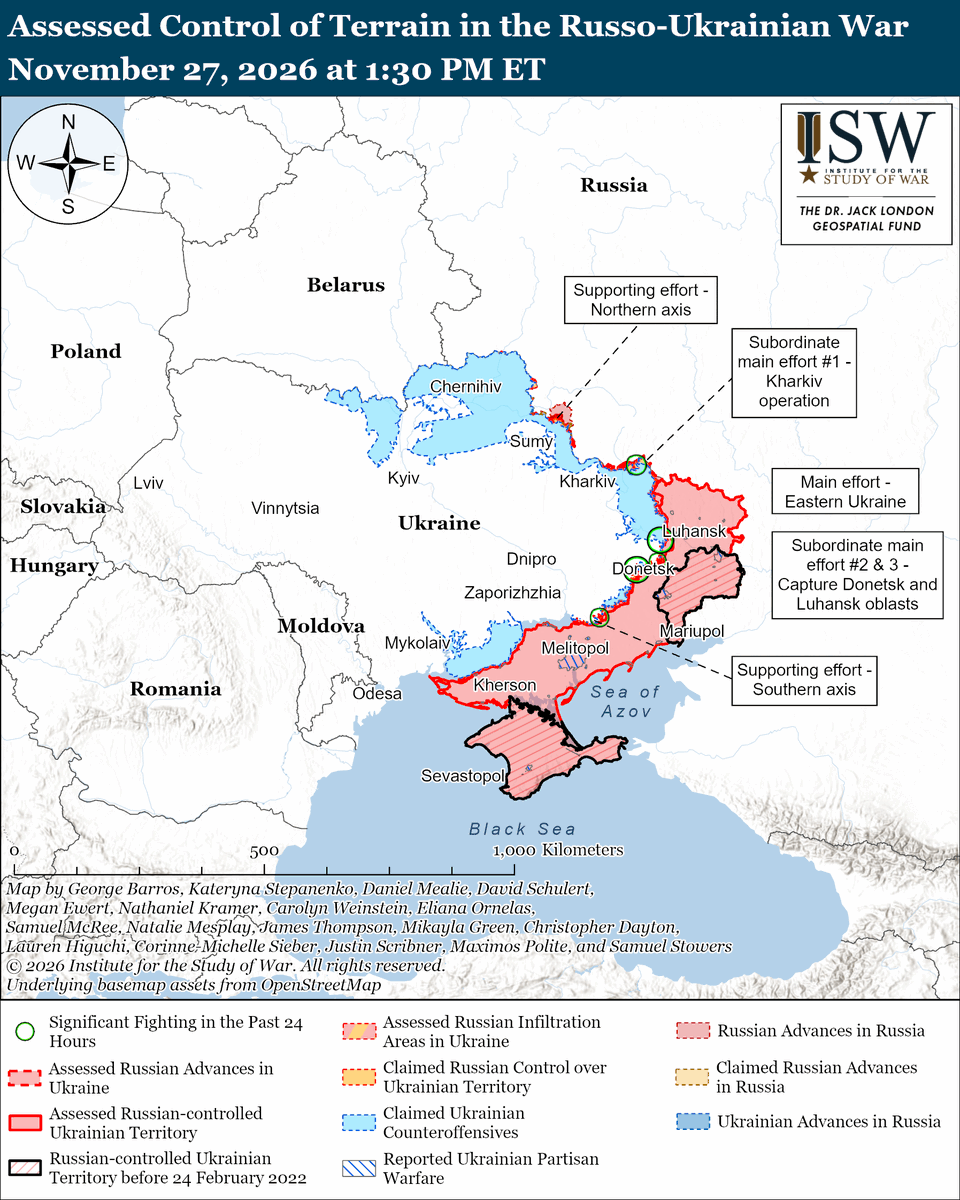 Assessed Control of Terrain in the Russo-Ukrainian War
November 27, 2026 at 1:30 PM ET
N
W
E
S
ISW
INSTITUTE FOR THE
STUDY OF WAR
THE DR. JACK LONDON
GEOSPATIAL FUND
Russia
Belarus
Supporting effort -
Northern axis
Poland
Subordinate
main effort #1 -
Kharkiv
operation
Chernihiv
Sumy
Kyiv
Kharkiv
Lviv
Main effort -
Eastern Ukraine
Slovakia
Vinnytsia
Ukraine
Luhansk
Hungary
Dnipro
Donetsk
Subordinate main
effort #2 & 3 -
Capture Donetsk and
Luhansk oblasts
Zaporizhzhia
Moldova
Mykolaiv
Mariupol
Melitopol
Supporting effort -
Southern axis
Romania
Odesa
Kherson
Sea of
Azov
Sevastopol
Black Sea
0
500
1,000 Kilometers
Map by George Barros, Kateryna Stepanenko, Daniel Mealie, David Schulert,
Megan Ewert, Nathaniel Kramer, Carolyn Weinstein, Eliana Ornelas,
Samuel McRee, Natalie Mesplay, James Thompson, Mikayla Green, Christopher Dayton,
Lauren Higuchi, Corinne-Michelle Sieber, Justin Scribner, Maximos Polite, and Samuel Stowers
© 2026 Institute for the Study of War. All rights reserved.
Underlying basemap assets from OpenStreetMap
Significant Fighting in the Past 24
Hours
Assessed Russian Advances in
Ukraine
Assessed Russian-controlled
Ukrainian Territory
Russian-controlled Ukrainian
Territory before 24 February 2022
Assessed Russian Infiltration
Areas in Ukraine
Claimed Russian Control over
Ukrainian Territory
Claimed Ukrainian
Counteroffensives
Reported Ukrainian Partisan
Warfare
Russian Advances in Russia
Claimed Russian Advances
in Russia
Ukrainian Advances in Russia